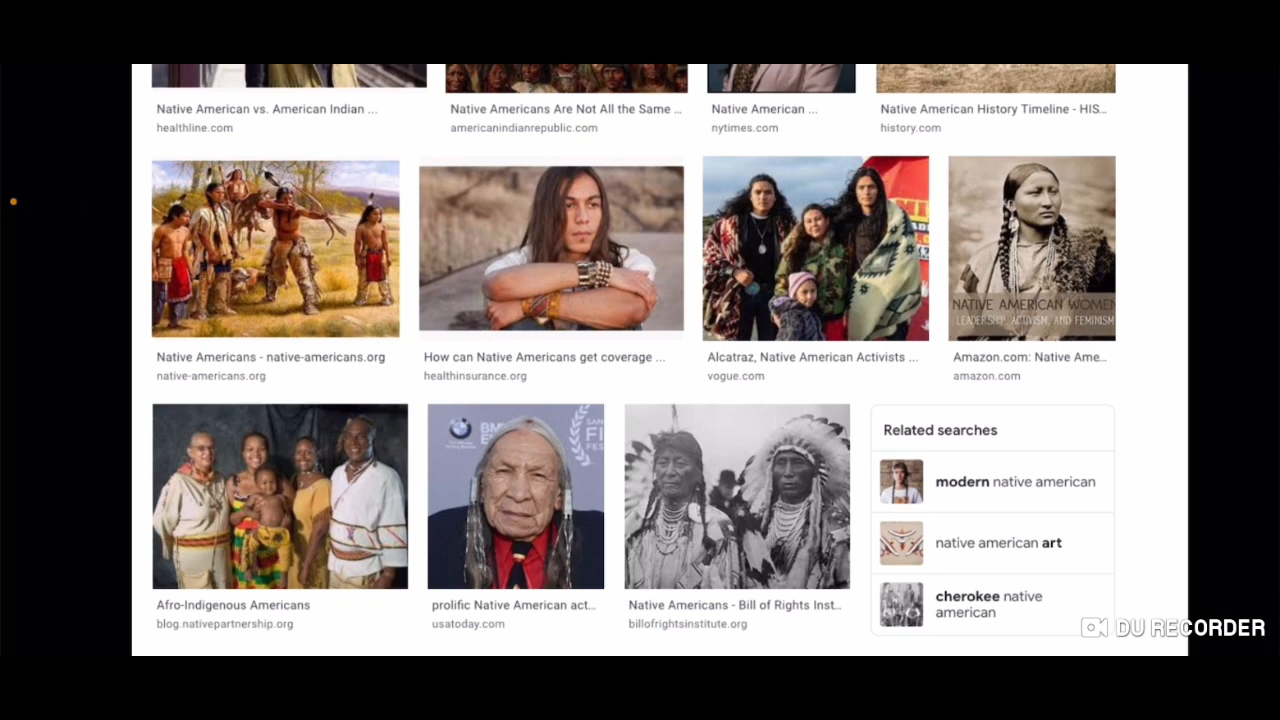 Native American vs. American Indian ...
healthline.com
Native Americans Are Not All the Same ...
americanindianrepublic.com
Native American ...
nytimes.com
Native American History Timeline - HIS...
history.com
NATIVE AMERICAN WOMEN
LEADERSHIP, ACTIVISM, AND FEMINISM
Native Americans - native-americans.org
native-americans.org
How can Native Americans get coverage ...
healthinsurance.org
Alcatraz, Native American Activists ...
vogue.com
Amazon.com: Native Ame...
amazon.com
Afro-Indigenous Americans
blog.nativepartnership.org
prolific Native American act...
usatoday.com
Native Americans - Bill of Rights Inst...
billofrightsinstitute.org
Related searches
modern native american
native american art
cherokee native
american
DU RECORDER